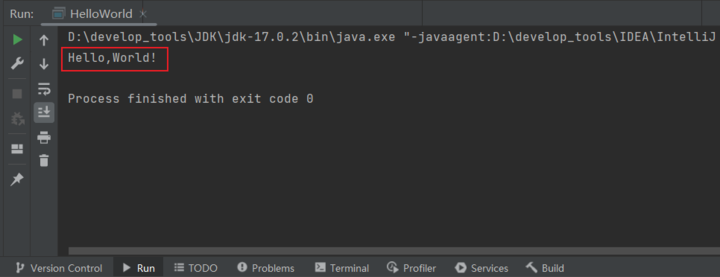 Run: HelloWorld
D:\develop_tools\JDK\jdk-17.0.2\bin\java.exe "-javaagent:D:\develop_tools\IDEA\IntelliJ
Hello,World!
Process finished with exit code 0
Version Control Run TODO Problems Terminal Profiler Services Build